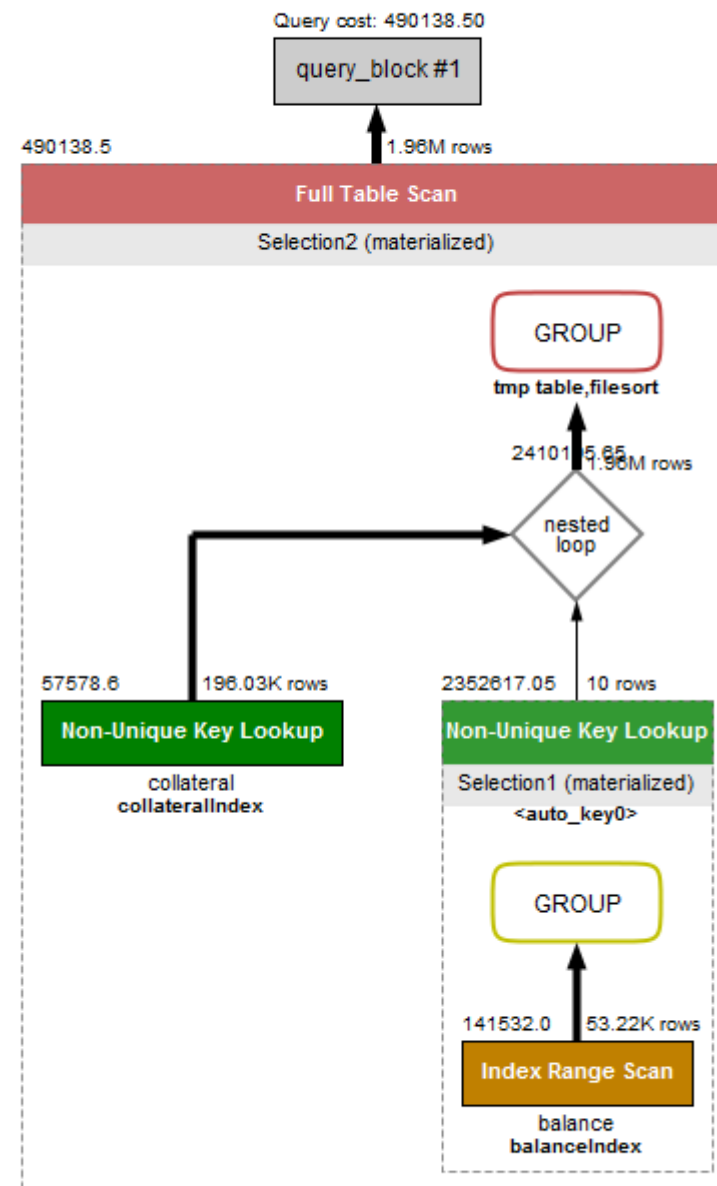 Query cost: 490138.50
query_block #1
490138.5
1.96M rows
Full Table Scan
Selection2 (materialized)
GROUP
tmp table,filesort
2410195.65
1.96M rows
nested
loop
57578.6
196.03K rows
2352617.05
10 rows
Non-Unique Key Lookup
Non-Unique Key Lookup
collateral
collateralIndex
Selection1 (materialized)
<auto_key0>
GROUP
141532.0
53.22K rows
Index Range Scan
balance
balanceIndex